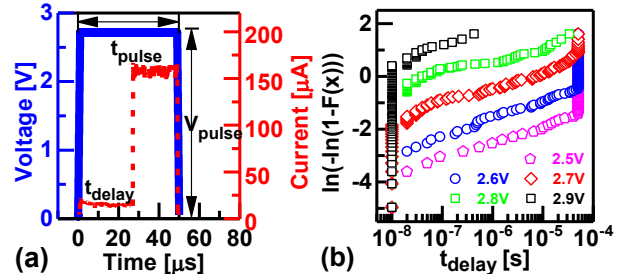 3
2
1
0
Voltage [V]
t_pulse
V_pulse
t_delay
200
150
100
50
0
Current [μA]
0 20 40 60 80
Time [μs]
(a)
2
0
-2
-4
ln(-ln(1-F(x)))
2.5V
2.6V 2.7V
2.8V 2.9V
10^-8 10^-7 10^-6 10^-5 10^-4
t_delay [s]
(b)